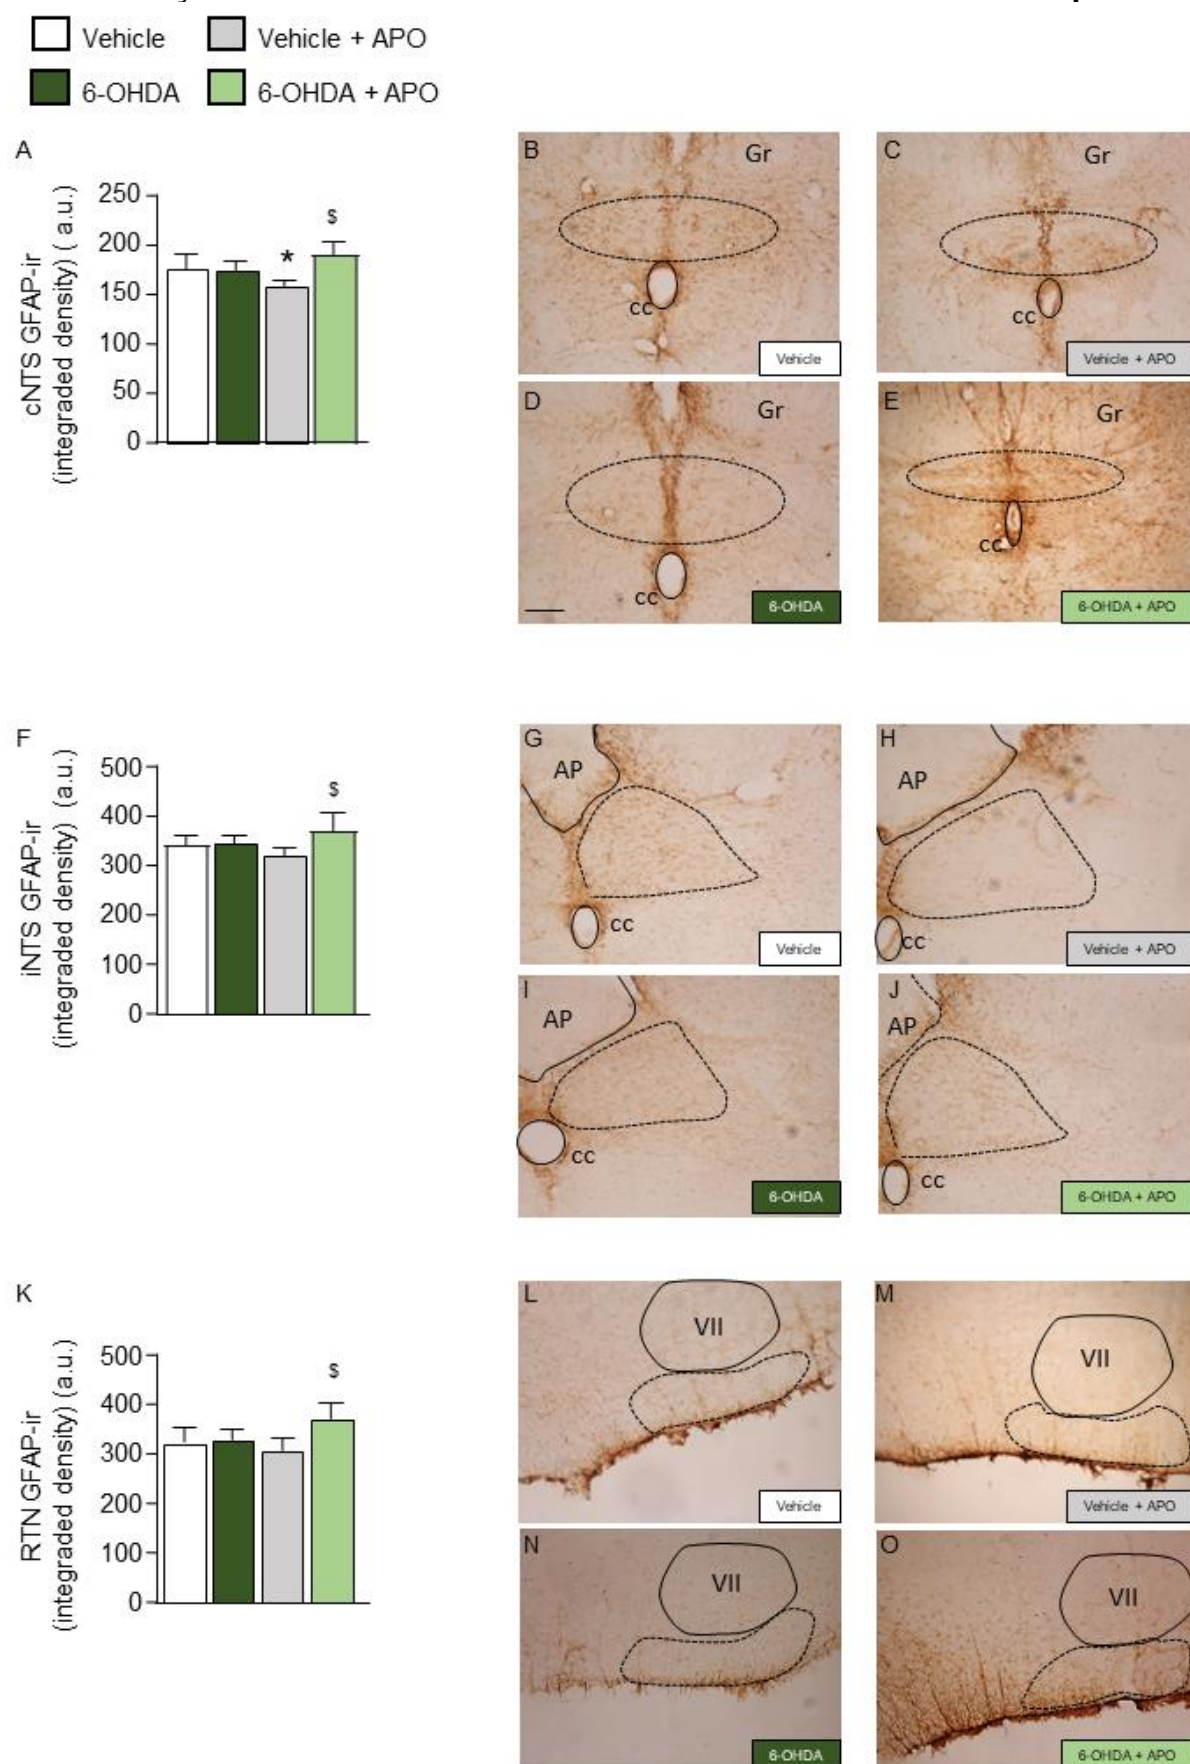 Vehicle
Vehicle + APO
6-OHDA
6-OHDA + APO
A
cNTS GFAP-ir
(integraded density) ( a.u.)
250
200
150
100
50
0
*
$
B
Gr
cc
Vehicle
C
Gr
cc
Vehicle + APO
D
Gr
cc
6-OHDA
E
Gr
cc
6-OHDA + APO
F
iNTS GFAP-ir
(integraded density) (a.u.)
500
400
300
200
100
0
$
G
AP
cc
Vehicle
H
AP
cc
Vehicle + APO
I
AP
cc
6-OHDA
J
AP
cc
6-OHDA + APO
K
RTN GFAP-ir
(integraded density) (a.u.)
500
400
300
200
100
0
$
L
VII
Vehicle
M
VII
Vehicle + APO
N
VII
6-OHDA
O
VII
6-OHDA + APO